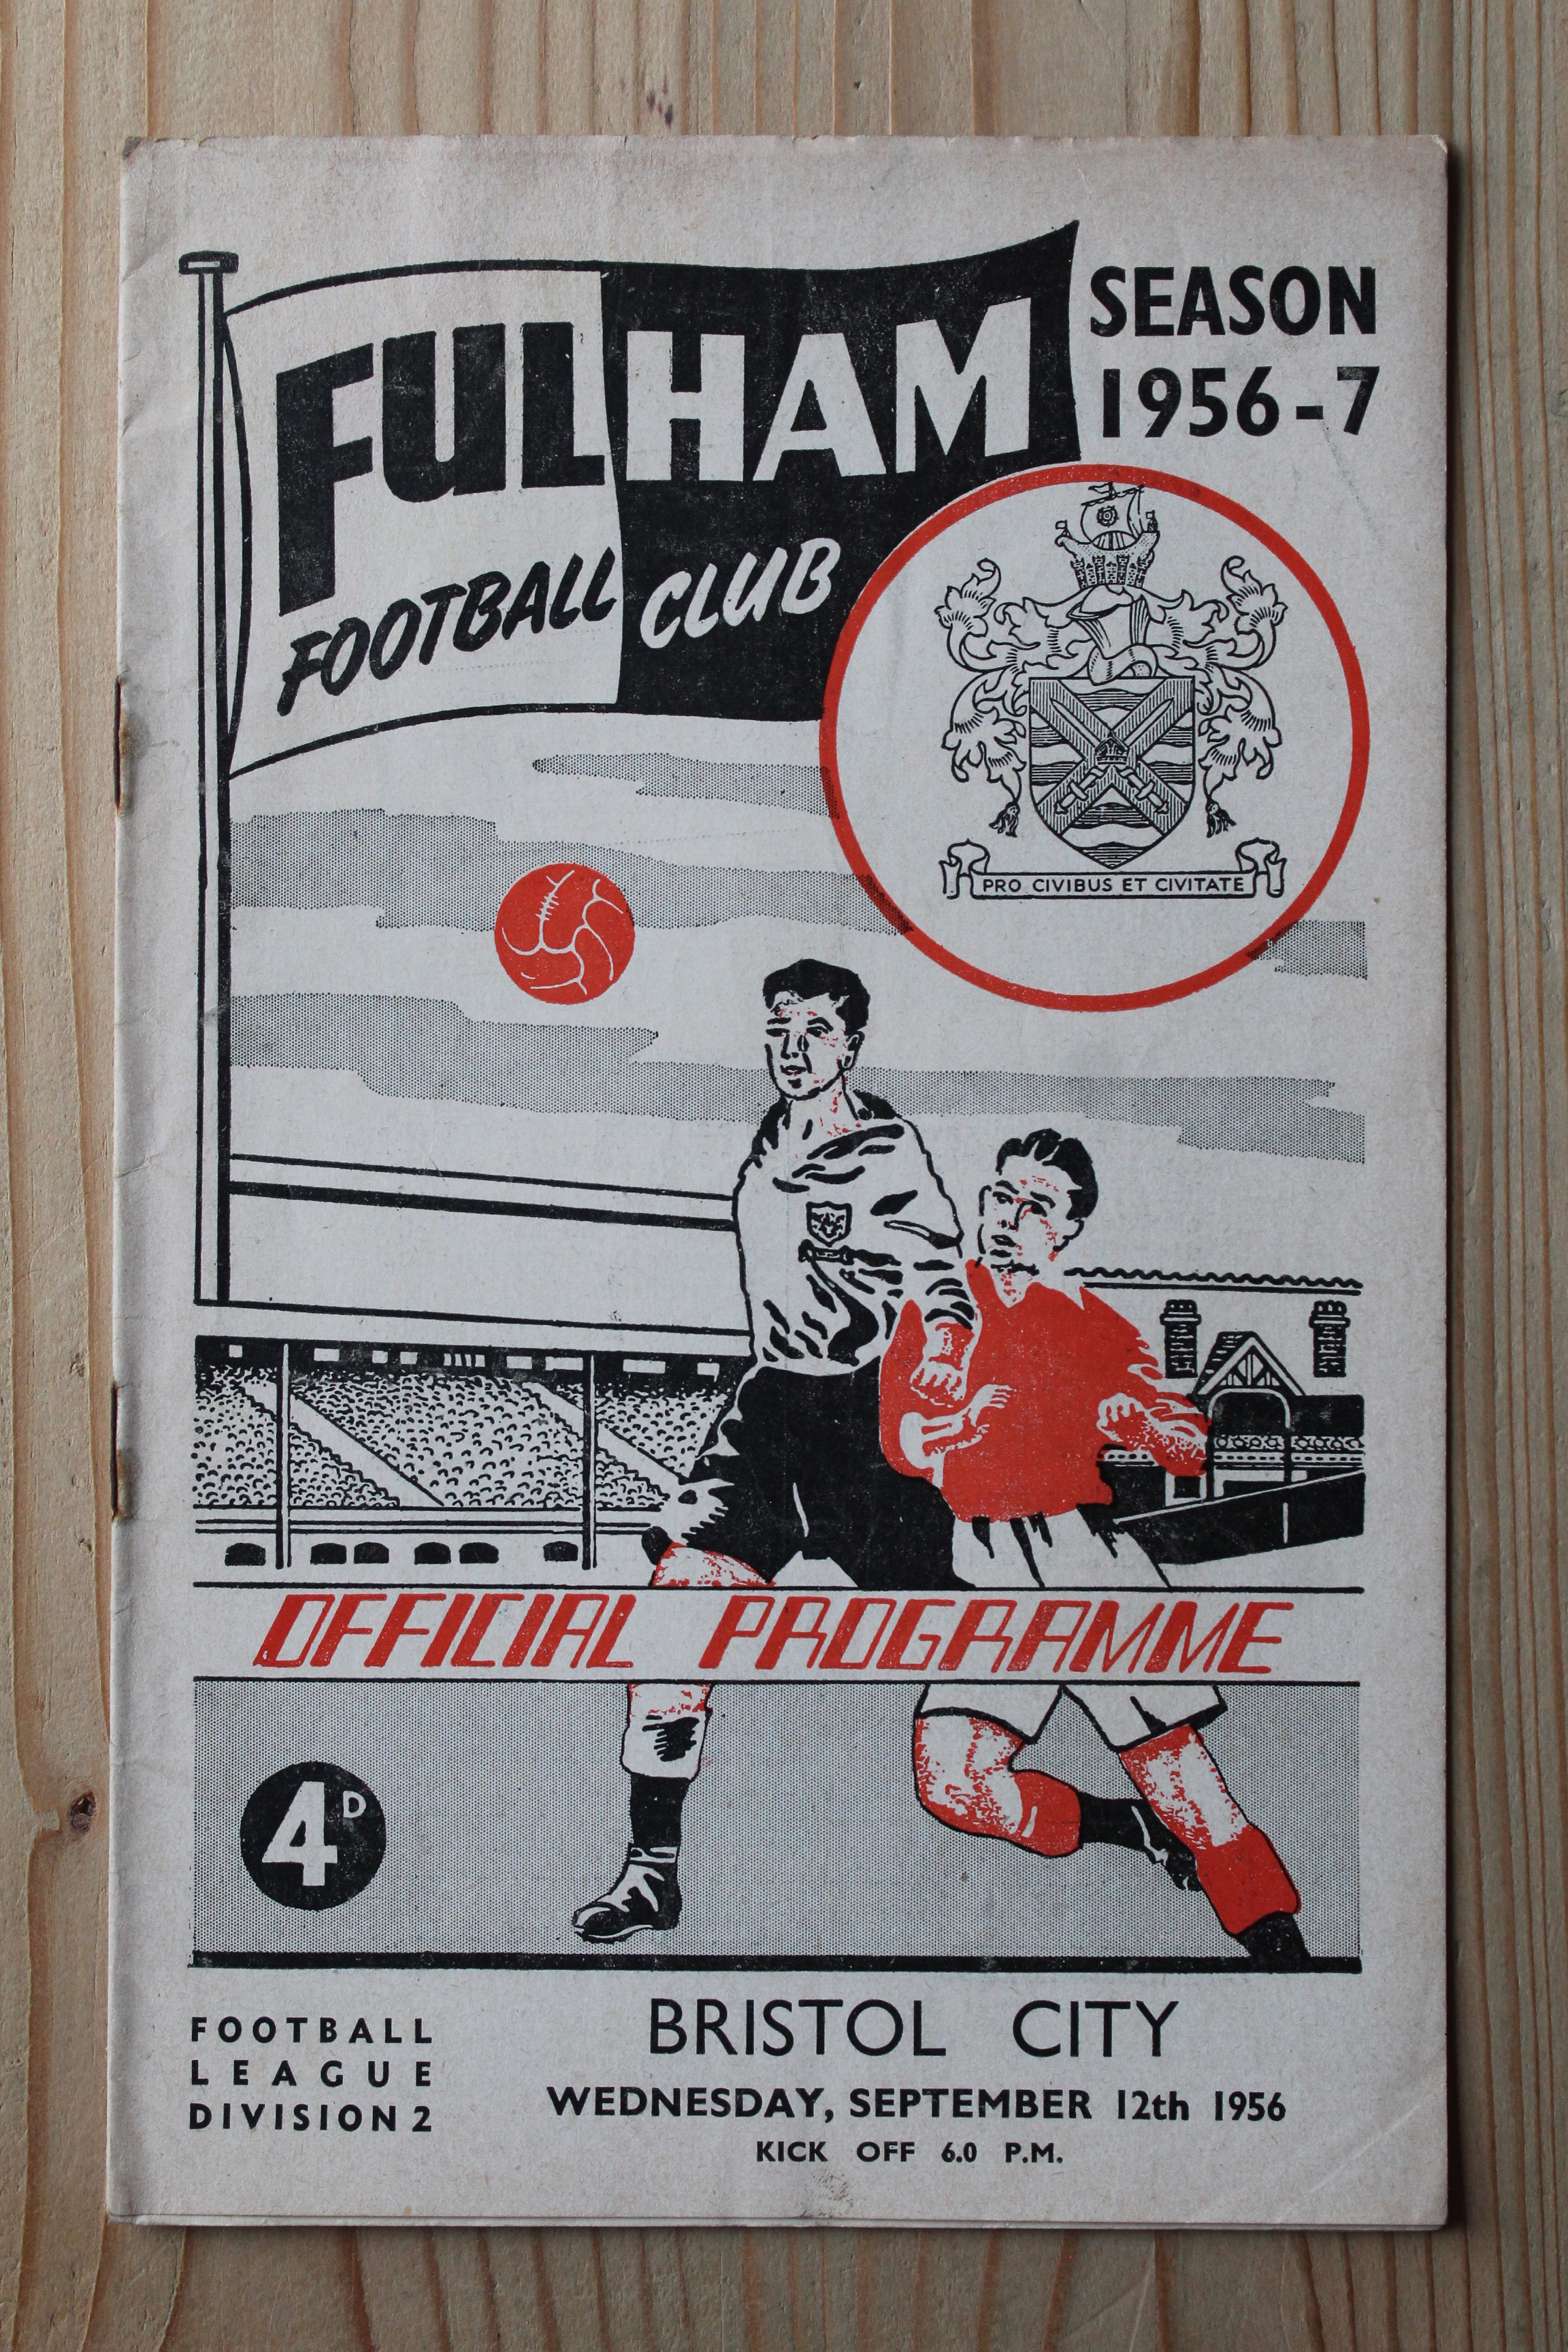 FULHAM
FOOTBALL CLUB
SEASON
1956-7
PRO CIVIBUS ET CIVITATE
OFFICIAL PROGRAMME
4D
FOOTBALL
LEAGUE
DIVISION 2
BRISTOL CITY
WEDNESDAY, SEPTEMBER 12th 1956
KICK OFF 6.0 P.M.